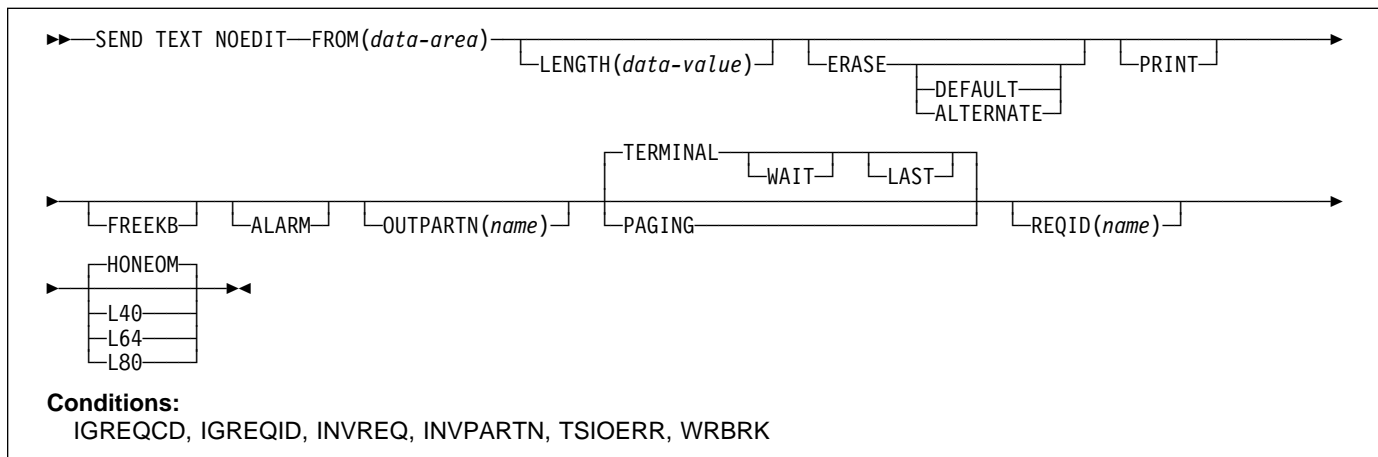 SEND TEXT NOEDIT FROM(data-area) LENGTH(data-value) ERASE DEFAULT ALTERNATE PRINT
TERMINAL WAIT LAST
FREEKB ALARM OUTPARTN(name) PAGING REQID(name)
HONEOM
L40
L64
L80
Conditions:
IGREQCD, IGREQID, INVREQ, INVPARTN, TSIOERR, WRBRK